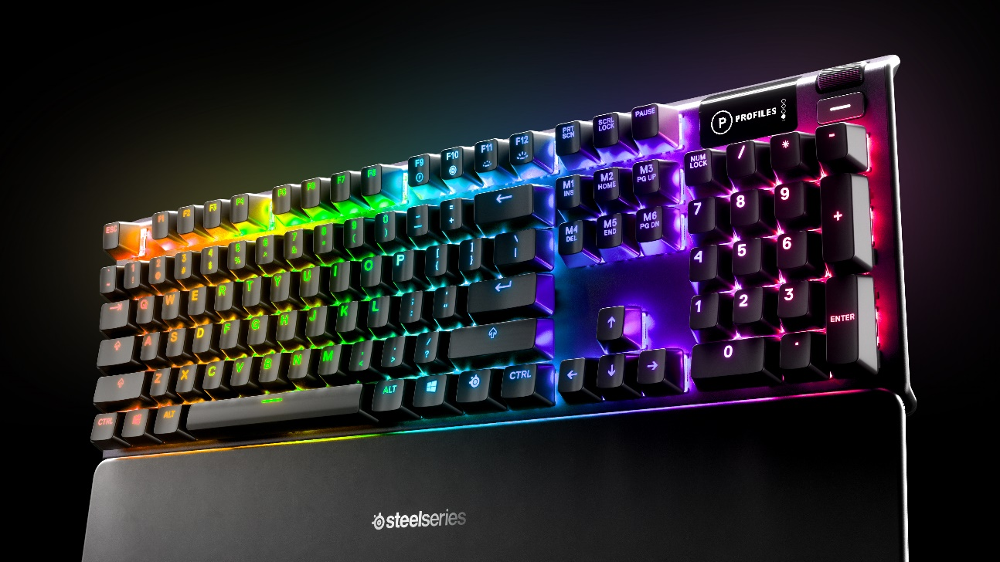 P PROFILES
ESC F1 F2 F3 F4 F5 F6 F7 F8 F9 P F10 F11 F12 PRT SCN SCRL LOCK PAUSE
1 ! 2 @ 3 # 4 $ 5 % 6 7 8 9 ( 0 ) - = + ← M1 INS M2 HOME M3 PG UP NUM LOCK / * -
Q W E R T Y U I O P [ { ] } \ | M4 DEL M5 END M6 PG DN 7 8 9 +
A S D F G H J K L ↵ 4 5 6
Z X C V B N M / ? ↑ 1 2 3 ENTER
CTRL ALT ALT CTRL ← ↓ → 0 .
steelseries